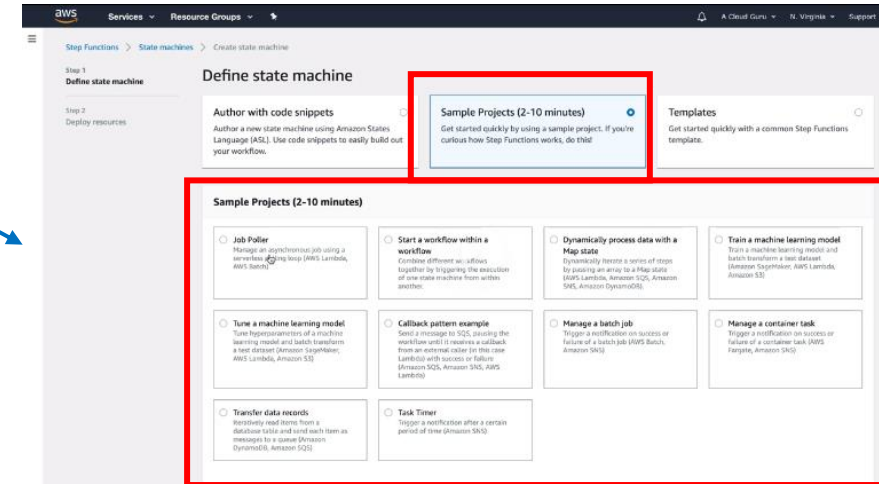 aws Services Resource Groups A Cloud Guru N. Virginia Support
Step Functions > State machines > Create state machine
Step 1
Define state machine
Step 2
Deploy resources
Define state machine
Author with code snippets
Author a new state machine using Amazon States
Language (ASL). Use code snippets to easily build out
your workflow.
Sample Projects (2-10 minutes)
Get started quickly by using a sample project. If you're
curious how Step Functions works, do this!
Templates
Get started quickly with a common Step Functions
template.
Sample Projects (2-10 minutes)
Job Poller
Manage an asynchronous job using a
serverless polling loop (AWS Lambda,
AWS Batch)
Start a workflow within a
workflow
Combine different workflows
together by triggering the execution
of one state machine from within
another.
Dynamically process data with a
Map state
Dynamically iterate a series of steps
by passing an array to a Map state
(AWS Lambda, Amazon SQS, Amazon
SNS, Amazon DynamoDB)
Train a machine learning model
Train a machine learning model and
batch transform a test dataset
(Amazon SageMaker, AWS Lambda,
Amazon S3)
Tune a machine learning model
Tune hyperparameters of a machine
learning model and batch transform
a test dataset (Amazon SageMaker,
AWS Lambda, Amazon S3)
Callback pattern example
Send a message to SQS, pausing the
workflow until it receives a callback
from an external caller (in this case
Lambda) with success or failure
(Amazon SQS, Amazon SNS, AWS
Lambda)
Manage a batch job
Trigger a notification on success or
failure of a batch job (AWS Batch,
Amazon SNS)
Manage a container task
Trigger a notification on success or
failure of a container task (AWS
Fargate, Amazon SNS)
Transfer data records
Iteratively read items from a
database table and send each item as
messages to a queue (Amazon
DynamoDB, Amazon SQS)
Task Timer
Trigger a notification after a certain
period of time (Amazon SNS)